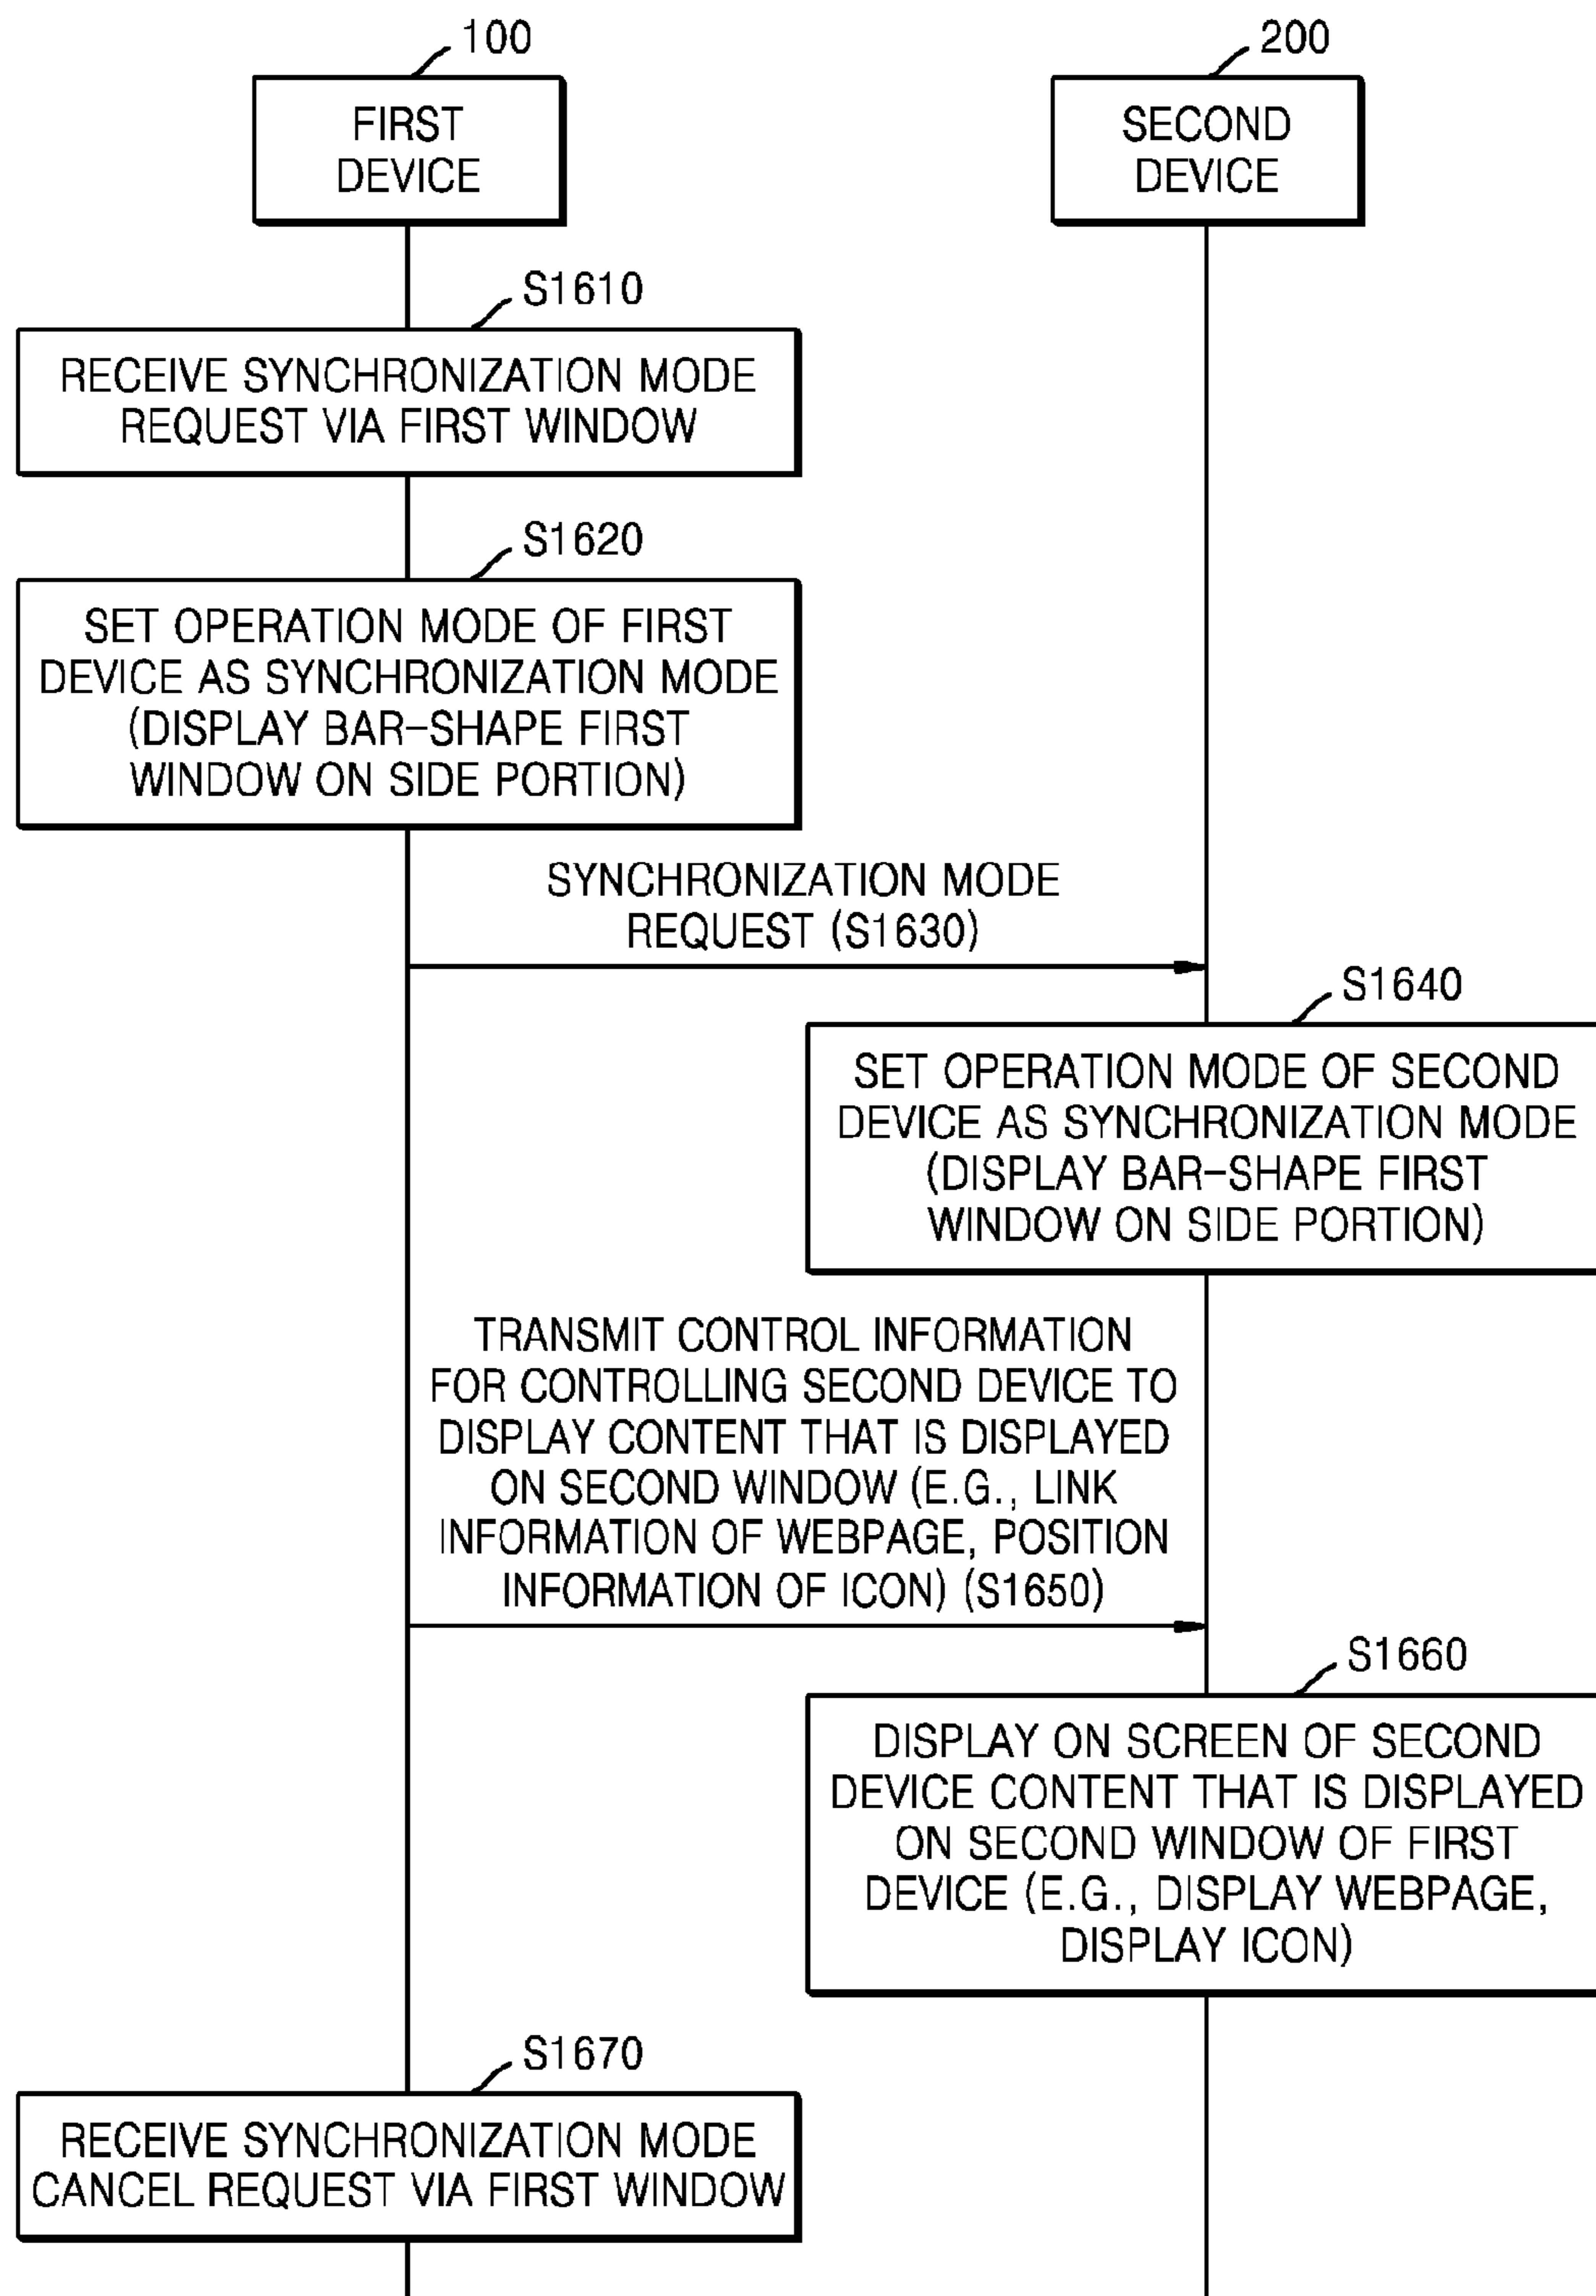 100
FIRST
DEVICE
200
SECOND
DEVICE
S1610
RECEIVE SYNCHRONIZATION MODE
REQUEST VIA FIRST WINDOW
S1620
SET OPERATION MODE OF FIRST
DEVICE AS SYNCHRONIZATION MODE
(DISPLAY BAR-SHAPE FIRST
WINDOW ON SIDE PORTION)
SYNCHRONIZATION MODE
REQUEST (S1630)
S1640
SET OPERATION MODE OF SECOND
DEVICE AS SYNCHRONIZATION MODE
(DISPLAY BAR-SHAPE FIRST
WINDOW ON SIDE PORTION)
TRANSMIT CONTROL INFORMATION
FOR CONTROLLING SECOND DEVICE TO
DISPLAY CONTENT THAT IS DISPLAYED
ON SECOND WINDOW (E.G., LINK
INFORMATION OF WEBPAGE, POSITION
INFORMATION OF ICON) (S1650)
S1660
DISPLAY ON SCREEN OF SECOND
DEVICE CONTENT THAT IS DISPLAYED
ON SECOND WINDOW OF FIRST
DEVICE (E.G., DISPLAY WEBPAGE,
DISPLAY ICON)
S1670
RECEIVE SYNCHRONIZATION MODE
CANCEL REQUEST VIA FIRST WINDOW